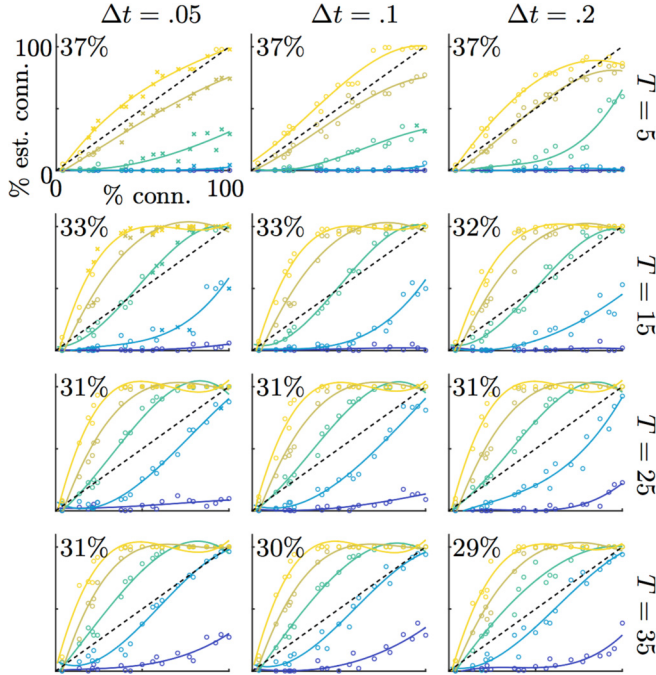 Δt = .05 Δt = .1 Δt = .2
100 37% 37% 37% T = 5
0
0 % conn. 100
% est. conn.
33% 33% 32% T = 15
31% 31% 31% T = 25
31% 30% 29% T = 35